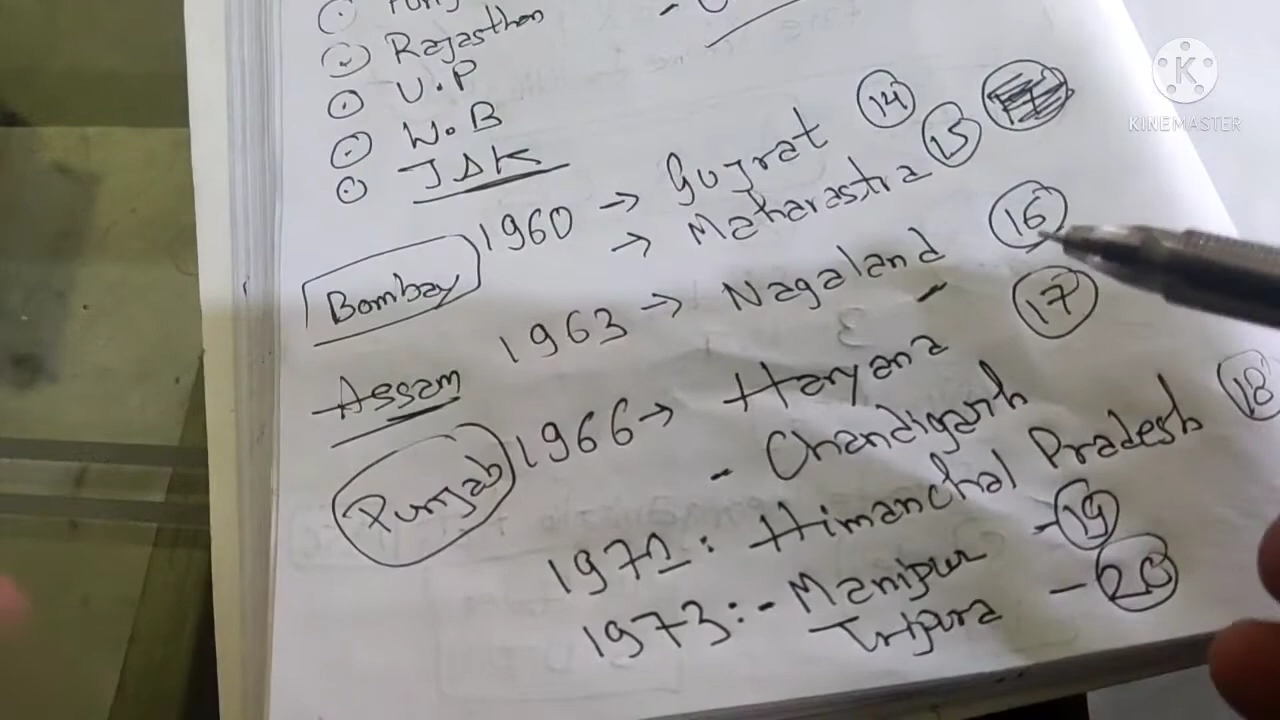 Rajasthan
U.P
W.B
J&K
Bombay 1960 → Gujrat 14
→ Maharastra 15
Assam 1963 → Nagaland 16
Punjab 1966 → Haryana 17
- Chandigarh
1971: Himanchal Pradesh 18
1973:- Manipur - 19
Tripura - 20
K
KINEMASTER